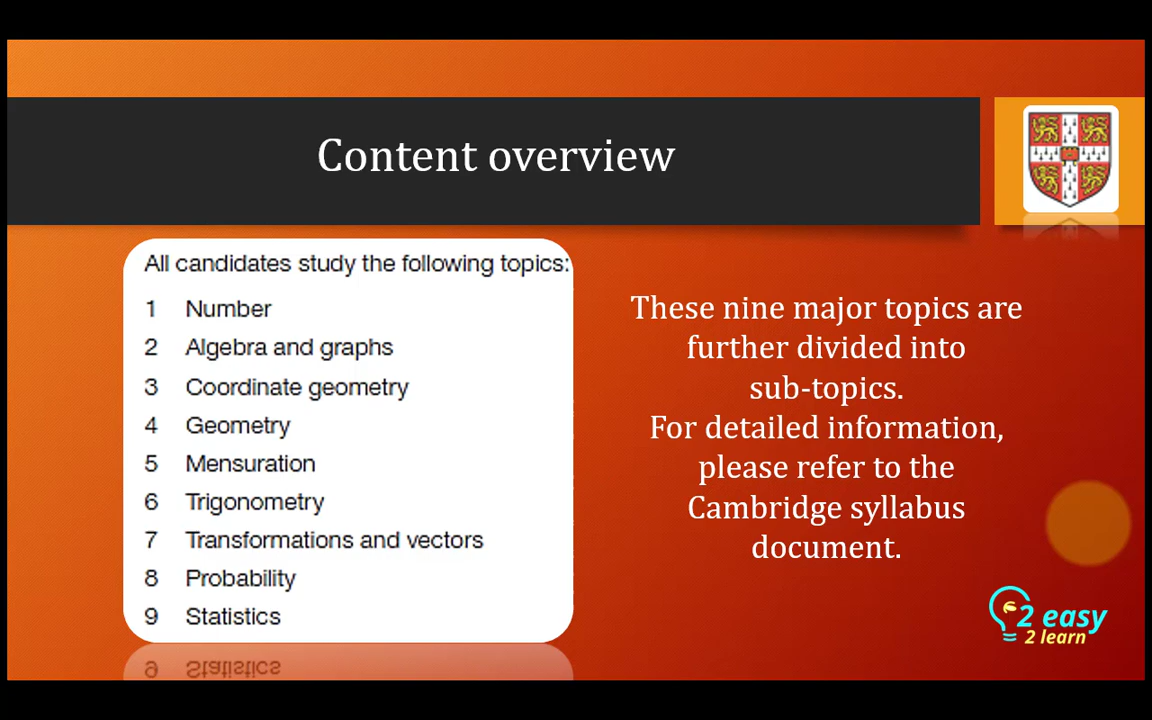 Content overview
All candidates study the following topics:
1 Number
2 Algebra and graphs
3 Coordinate geometry
4 Geometry
5 Mensuration
6 Trigonometry
7 Transformations and vectors
8 Probability
9 Statistics
These nine major topics are
further divided into
sub-topics.
For detailed information,
please refer to the
Cambridge syllabus
document.
2 easy
2 learn